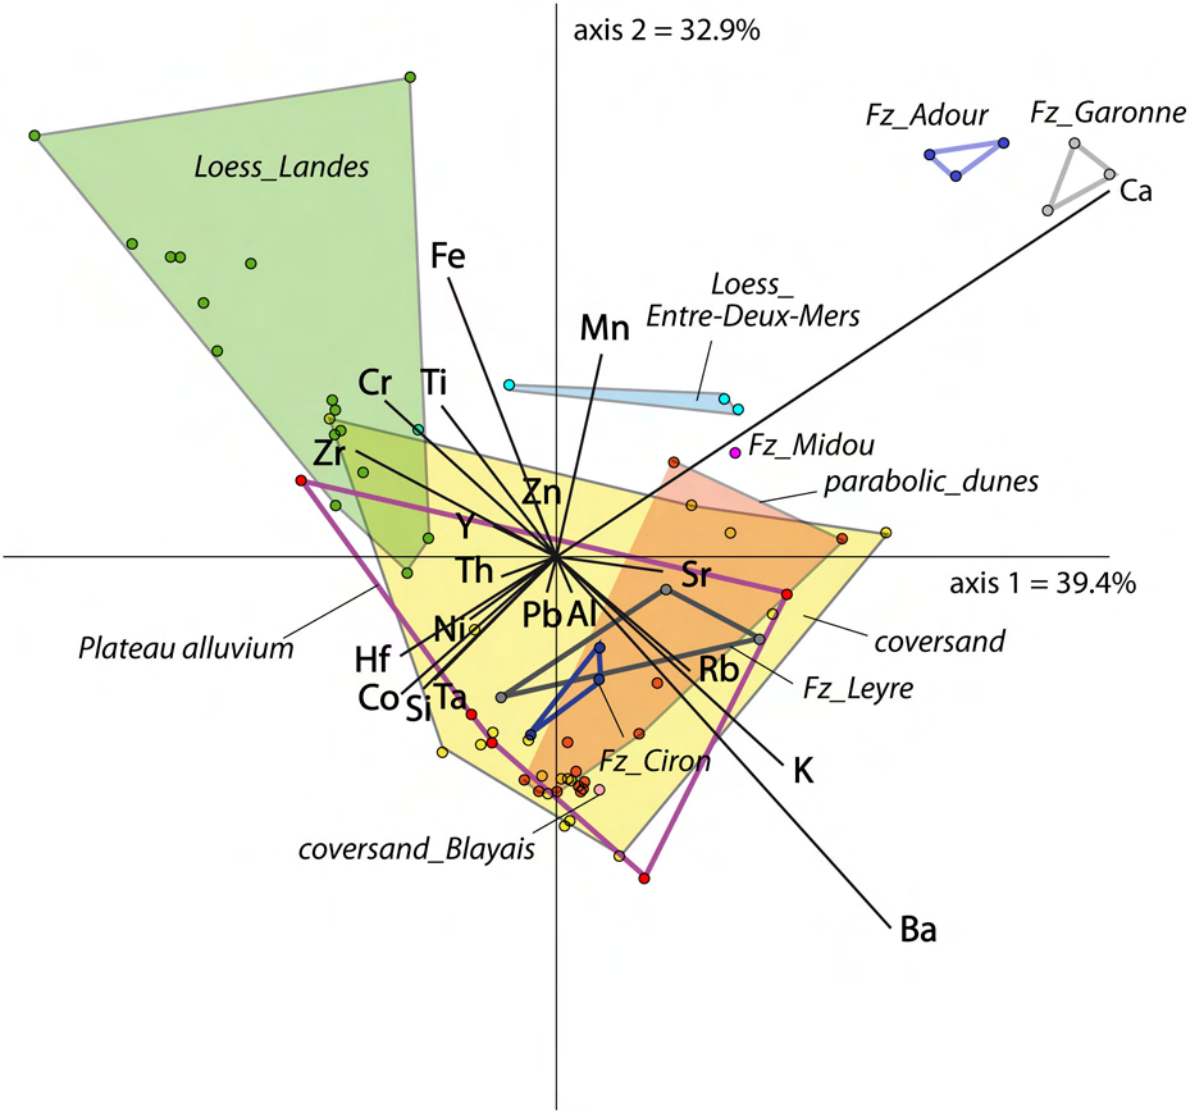 axis 2 = 32.9%
Fz_Adour
Fz_Garonne
Loess_Landes
Ca
Fe
Loess_
Entre-Deux-Mers
Mn
Cr
Ti
Zr
Fz_Midou
parabolic_dunes
Zn
Y
Th
Sr
axis 1 = 39.4%
Pb
Al
Ni
coversand
Plateau alluvium
Hf
Rb
Fz_Leyre
Co
Si
Ta
Fz_Ciron
K
coversand_Blayais
Ba